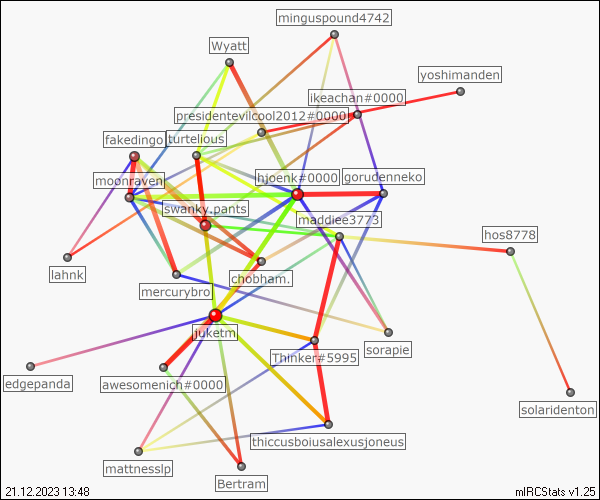 minguspound4742
Wyatt
yoshimanden
ikeachan#0000
presidentevilcool2012#0000
fakedingo
turtelious
moonraven
hjoenk#0000
gorudenneko
swanky.pants
maddiee3773
hos8778
lahnk
chobham.
mercurybro
juketm
sorapie
Thinker#5995
edgepanda
awesomenich#0000
solaridenton
thiccusboiusalexusjoneus
mattnesslp
Bertram
21.12.2023 13:48
mIRCStats v1.25